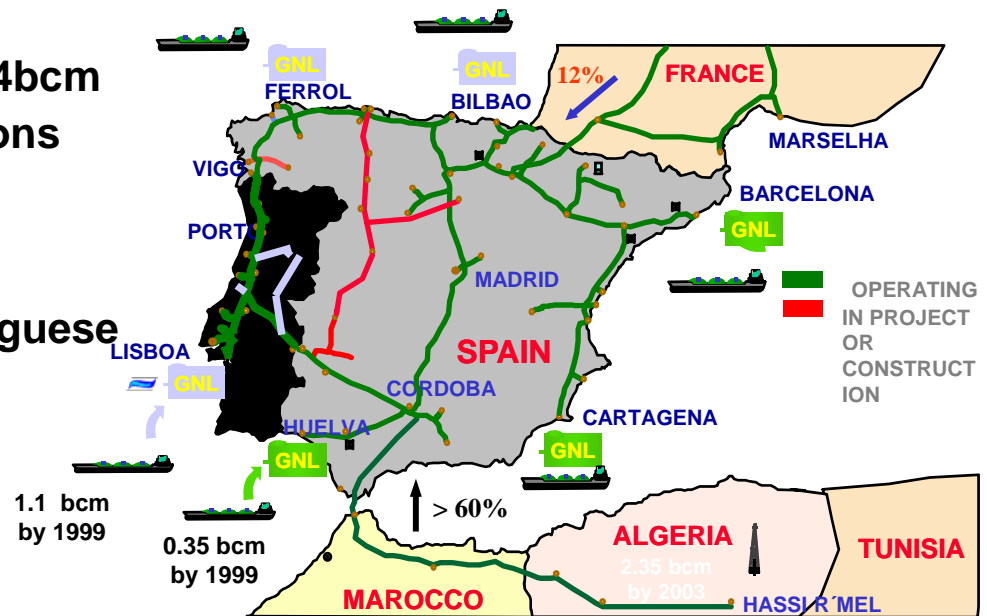 4bcm
ons
guese
GNL
FERROL
GNL
BILBAO
12%
FRANCE
MARSELHA
VIGO
BARCELONA
GNL
PORT
MADRID
OPERATING
IN PROJECT
OR
CONSTRUCT
ION
LISBOA
GNL
SPAIN
CORDOBA
CARTAGENA
GNL
HUELVA
GNL
1.1 bcm
by 1999
0.35 bcm
by 1999
> 60%
ALGERIA
2.35 bcm
by 2003
TUNISIA
MAROCCO
HASSI R´MEL